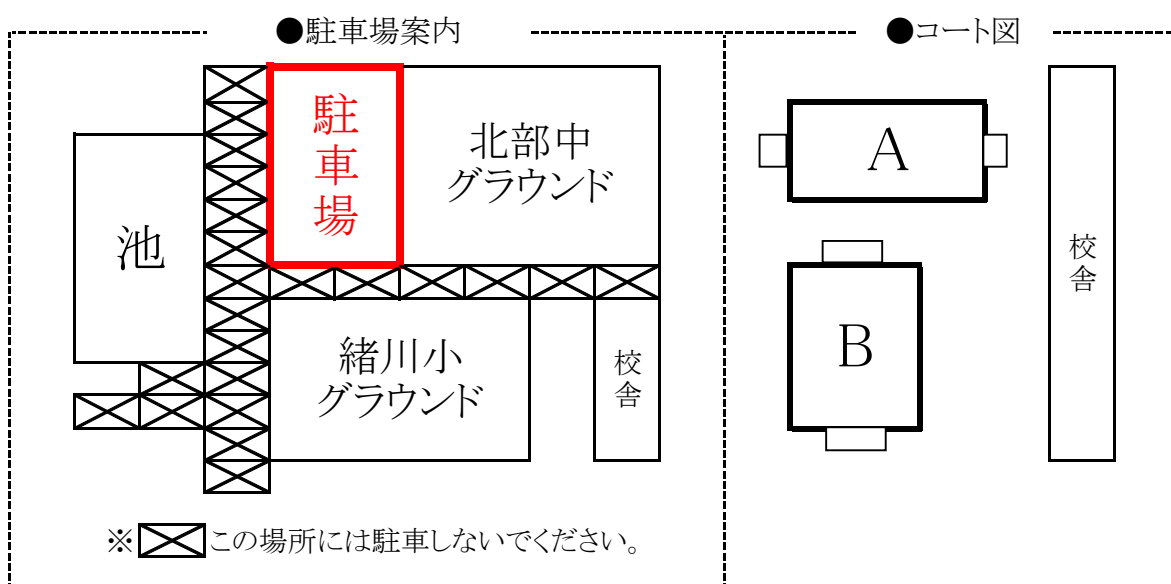 ●駐車場案内
駐車場
北部中
グラウンド
池
緒川小
グラウンド
校舎
※この場所には駐車しないでください。
●コート図
A
B
校舎